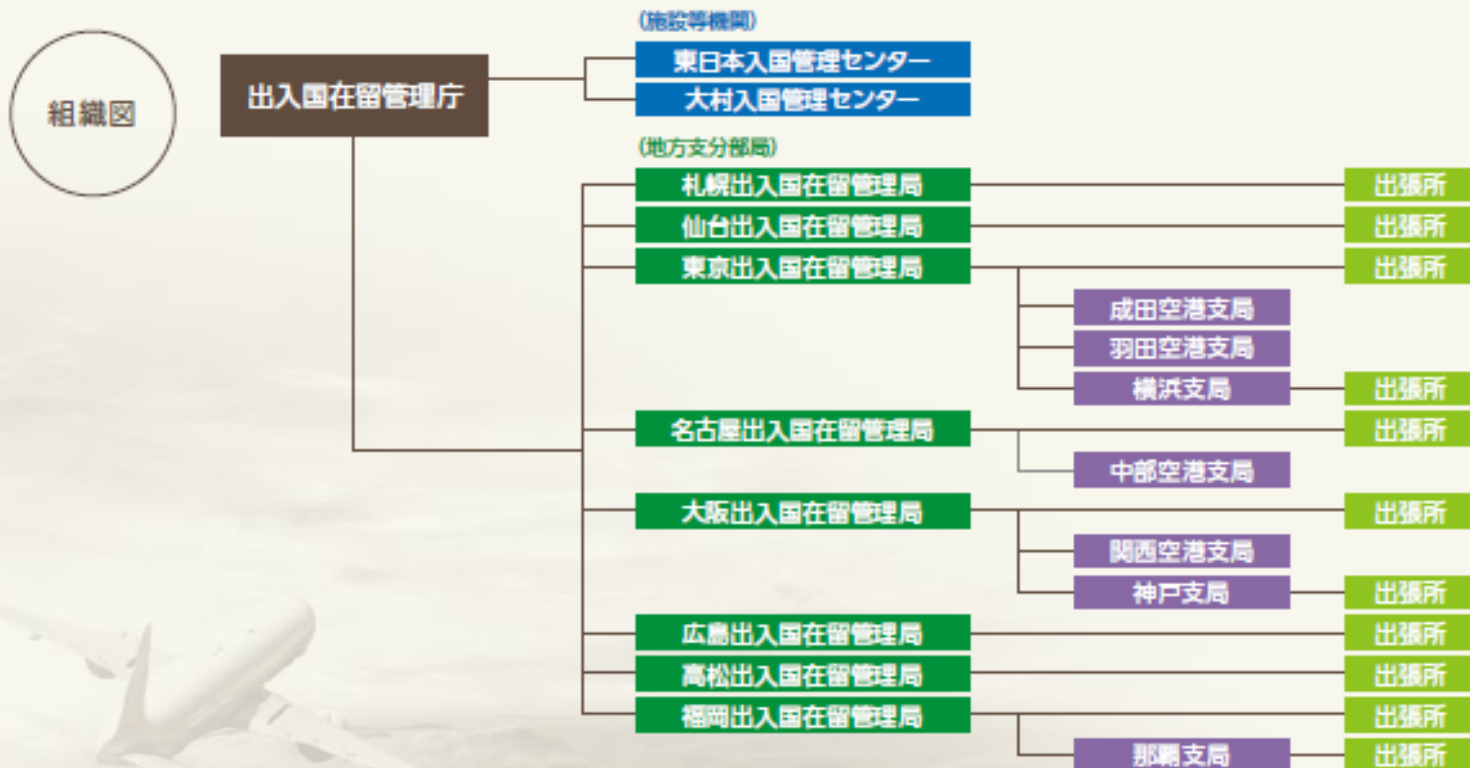 組織図
出入国在留管理庁
（施設等機関）
東日本入国管理センター
大村入国管理センター
（地方支分部局）
札幌出入国在留管理局 出張所
仙台出入国在留管理局 出張所
東京出入国在留管理局 出張所
成田空港支局
羽田空港支局
横浜支局 出張所
名古屋出入国在留管理局 出張所
中部空港支局
大阪出入国在留管理局 出張所
関西空港支局
神戸支局 出張所
広島出入国在留管理局 出張所
高松出入国在留管理局 出張所
福岡出入国在留管理局 出張所
那覇支局 出張所